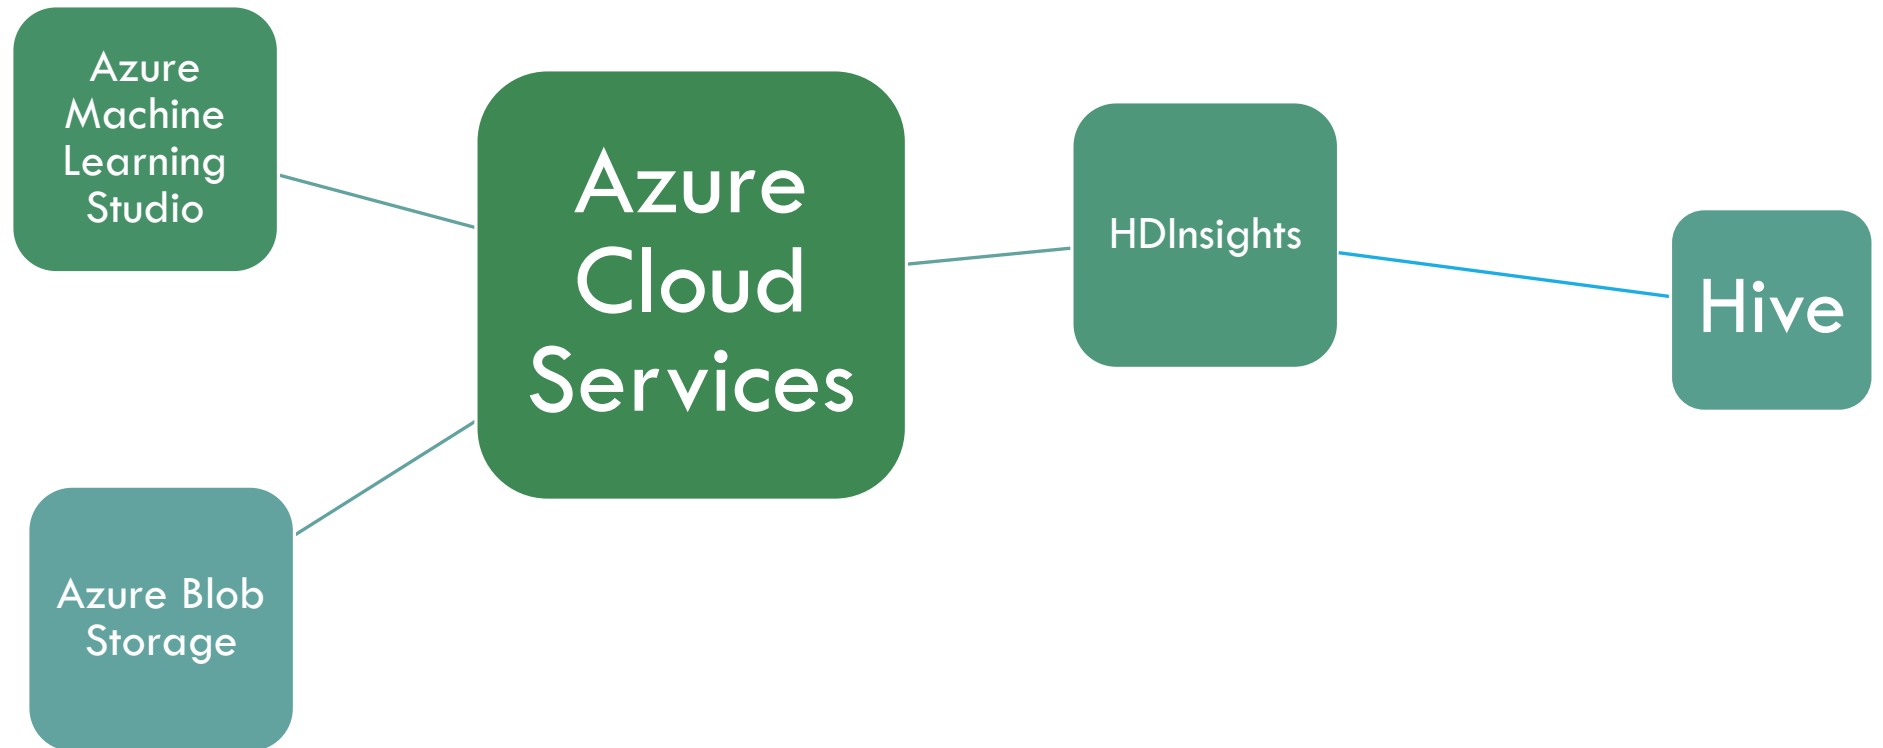 Azure
Machine
Learning
Studio
Azure
Cloud
Services
HDInsights
Hive
Azure Blob
Storage